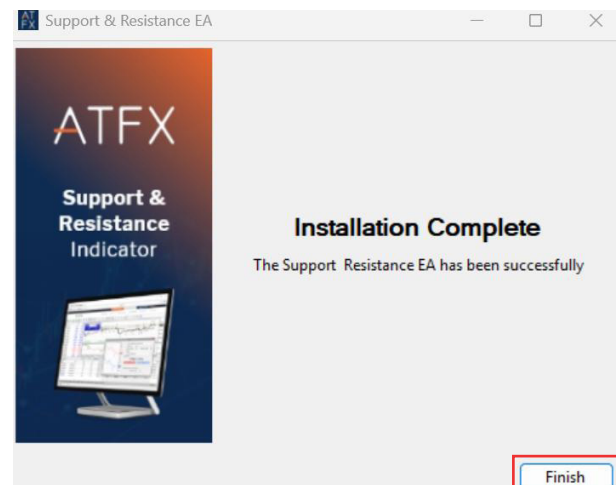 Support & Resistance EA
ATFX
Support &
Resistance
Indicator
Installation Complete
The Support Resistance EA has been successfully
Finish